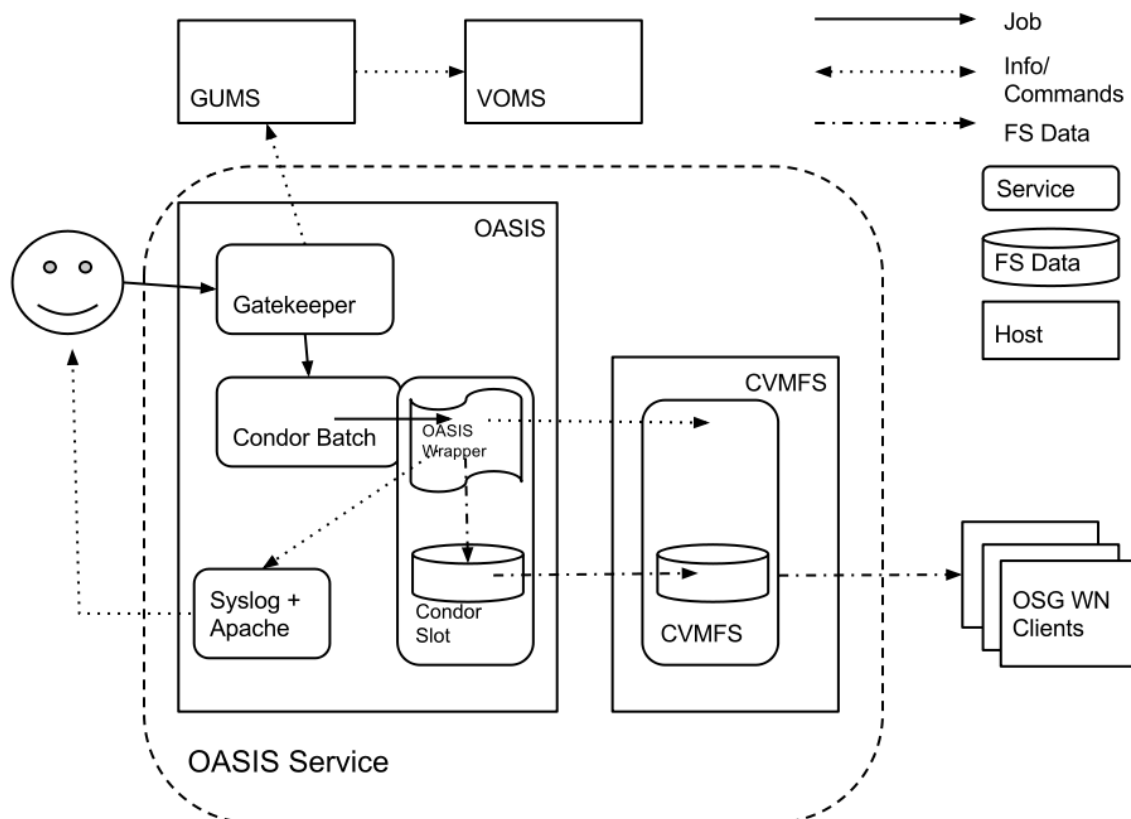 GUMS
VOMS
Job
Info/
Commands
FS Data
Service
FS Data
Host
OASIS
Gatekeeper
Condor Batch
OASIS
Wrapper
Condor
Slot
Syslog +
Apache
CVMFS
CVMFS
OSG WN
Clients
OASIS Service